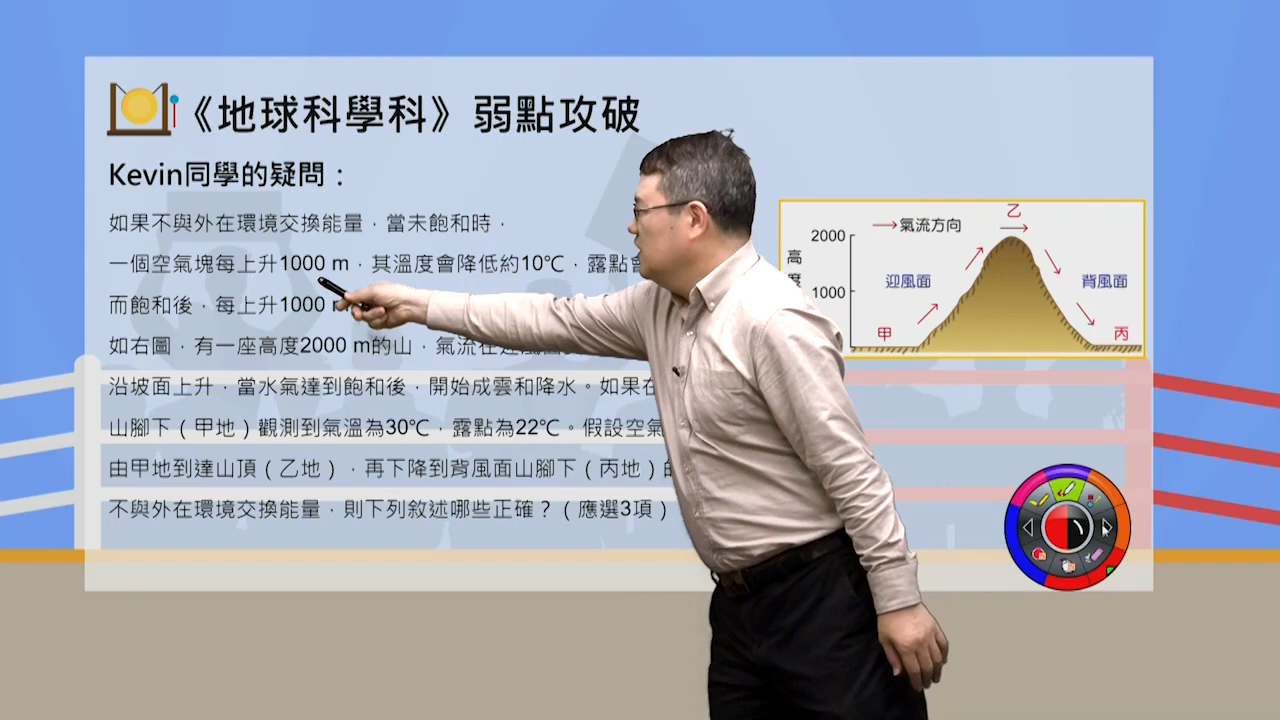 《地球科學科》弱點攻破
Kevin同學的疑問：
如果不與外在環境交換能量，當未飽和時，
一個空氣塊每上升1000 m，其溫度會降低約10℃，露點會
而飽和後，每上升1000 m
如右圖，有一座高度2000 m的山，氣流在迎風面
沿坡面上升，當水氣達到飽和後，開始成雲和降水。如果在
山腳下（甲地）觀測到氣溫為30℃，露點為22℃。假設空氣
由甲地到達山頂（乙地），再下降到背風面山腳下（丙地）的
不與外在環境交換能量，則下列敘述哪些正確？（應選3項）
乙
2000
氣流方向
高度
迎風面
背風面
1000
甲
丙